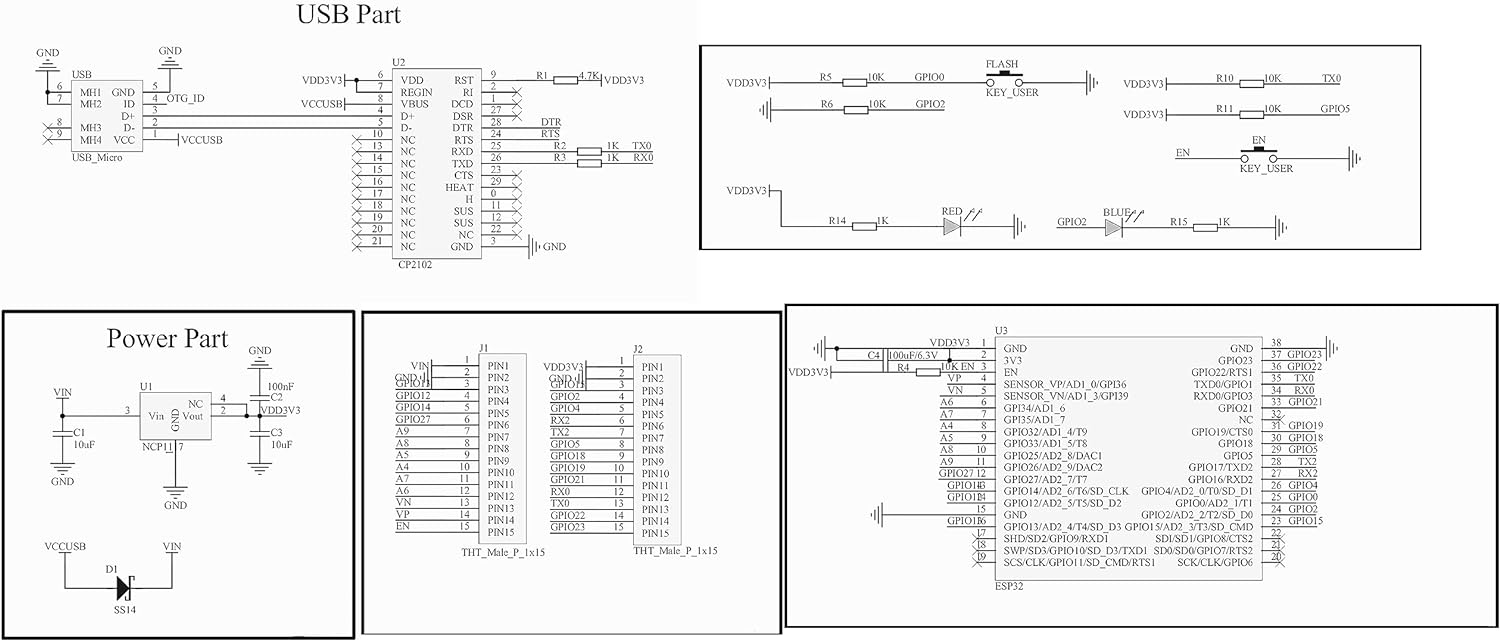 USB Part
GND
GND
USB
6 MH1 GND 5
7 MH2 ID 4 OTG_ID
D+ 3
8 MH3 D- 2
9 MH4 VCC 1 VCCUSB
USB_Micro
U2
VDD3V3 6 VDD RST 9 R1 4.7K VDD3V3
7 REGIN RI 2
VCCUSB 8 VBUS DCD 1
4 D+ DSR 27
5 D- DTR 28 DTR
10 NC RTS 24 RTS
13 NC RXD 25 R2 1K TX0
14 NC TXD 26 R3 1K RX0
15 NC CTS 23
16 NC HEAT 29
17 NC H 0
18 NC SUS 11
19 NC SUS 12
20 NC NC 22
21 NC GND 3 GND
CP2102
FLASH
VDD3V3 R5 10K GPIO0 KEY_USER
R6 10K GPIO2
VDD3V3 R10 10K TX0
VDD3V3 R11 10K GPIO5
EN EN
KEY_USER
VDD3V3
R14 1K RED
GPIO2 BLUE R15 1K
Power Part
VIN
U1
GND
100nF
C2
3 Vin GND NC 4
Vout 2 VDD3V3
C1
10uF
NCP11 7
C3
10uF
GND
GND
VCCUSB VIN
D1
SS14
J1
VIN 1 PIN1
GND 2 PIN2
GPIO13 3 PIN3
GPIO12 4 PIN4
GPIO14 5 PIN5
GPIO27 6 PIN6
A9 7 PIN7
A8 8 PIN8
A5 9 PIN9
A4 10 PIN10
A7 11 PIN11
A6 12 PIN12
VN 13 PIN13
VP 14 PIN14
EN 15 PIN15
THT_Male_P_1x15
J2
VDD3V3 1 PIN1
GND 2 PIN2
GPIO15 3 PIN3
GPIO2 4 PIN4
GPIO4 5 PIN5
RX2 6 PIN6
TX2 7 PIN7
GPIO5 8 PIN8
GPIO18 9 PIN9
GPIO19 10 PIN10
GPIO21 11 PIN11
RX0 12 PIN12
TX0 13 PIN13
GPIO22 14 PIN14
GPIO23 15 PIN15
THT_Male_P_1x15
U3
VDD3V3 1 GND GND 38
C4 100uF/6.3V 2 3V3 GPIO23 37 GPIO23
VDD3V3 R4 10K EN 3 EN GPIO22/RTS1 36 GPIO22
VP 4 SENSOR_VP/AD1_0/GPI36 TXD0/GPIO1 35 TX0
VN 5 SENSOR_VN/AD1_3/GPI39 RXD0/GPIO3 34 RX0
A6 6 GPI34/AD1_6 GPIO21 33 GPIO21
A7 7 GPI35/AD1_7 NC 32
A4 8 GPIO32/AD1_4/T9 GPIO19/CTS0 31 GPIO19
A5 9 GPIO33/AD1_5/T8 GPIO18 30 GPIO18
A8 10 GPIO25/AD2_8/DAC1 GPIO5 29 GPIO5
A9 11 GPIO26/AD2_9/DAC2 GPIO17/TXD2 28 TX2
GPIO27 12 GPIO27/AD2_7/T7 GPIO16/RXD2 27 RX2
GPIO14 13 GPIO14/AD2_6/T6/SD_CLK GPIO4/AD2_0/T0/SD_D1 26 GPIO4
GPIO12 14 GPIO12/AD2_5/T5/SD_D2 GPIO0/AD2_1/T1 25 GPIO0
15 GND GPIO2/AD2_2/T2/SD_D0 24 GPIO2
GPIO13 16 GPIO13/AD2_4/T4/SD_D3 GPIO15/AD2_3/T3/SD_CMD 23 GPIO15
17 SHD/SD2/GPIO9/RXD1 SDI/SD1/GPIO8/CTS2 22
18 SWP/SD3/GPIO10/SD_D3/TXD1 SD0/SD0/GPIO7/RTS2 21
19 SCS/CLK/GPIO11/SD_CMD/RTS1 SCK/CLK/GPIO6 20
ESP32